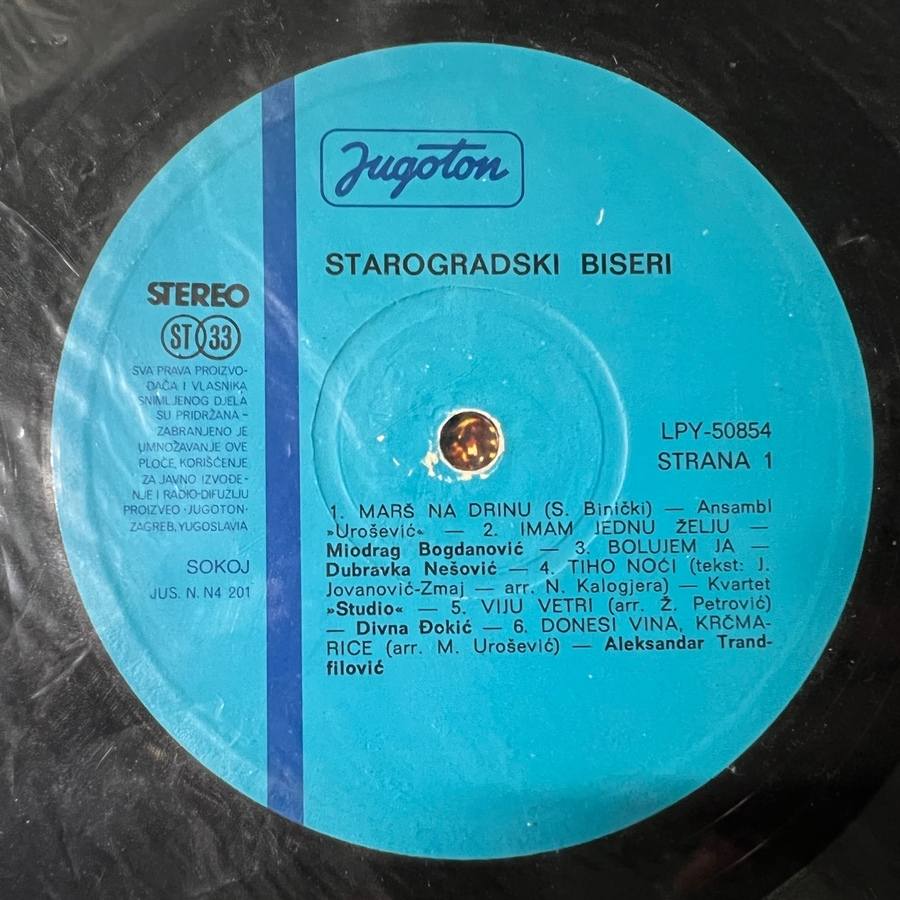 Jugoton
STAROGRADSKI BISERI
STEREO
ST 33
SVA PRAVA PROIZVO-
ĐAČA I VLASNIKA
SNIMLJENOG DJELA
SU PRIDRŽANA –
ZABRANJENO JE
UMNOŽAVANJE OVE
PLOČE, KORIŠĆENJE
ZA JAVNO IZVOĐE-
NJE I RADIO-DIFUZIJU
PROIZVEO ·JUGOTON·
ZAGREB, YUGOSLAVIA
SOKOJ
JUS. N. N4 201
LPY-50854
STRANA 1
1. MARŠ NA DRINU (S. Binički) — Ansambl
»Urošević« — 2. IMAM JEDNU ŽELJU —
Miodrag Bogdanović — 3. BOLUJEM JA —
Dubravka Nešović — 4. TIHO NOĆI (tekst: J.
Jovanović-Zmaj — arr. N. Kalogjera) — Kvartet
»Studio« — 5. VIJU VETRI (arr. Ž. Petrović)
— Divna Đokić — 6. DONESI VINA, KRČMA-
RICE (arr. M. Urošević) — Aleksandar Trand-
filović